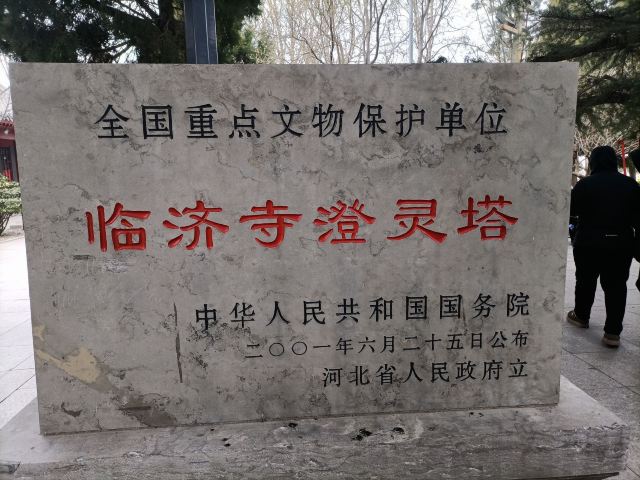 全国重点文物保护单位
临济寺澄灵塔
中华人民共和国国务院
二〇〇一年六月二十五日公布
河北省人民政府立